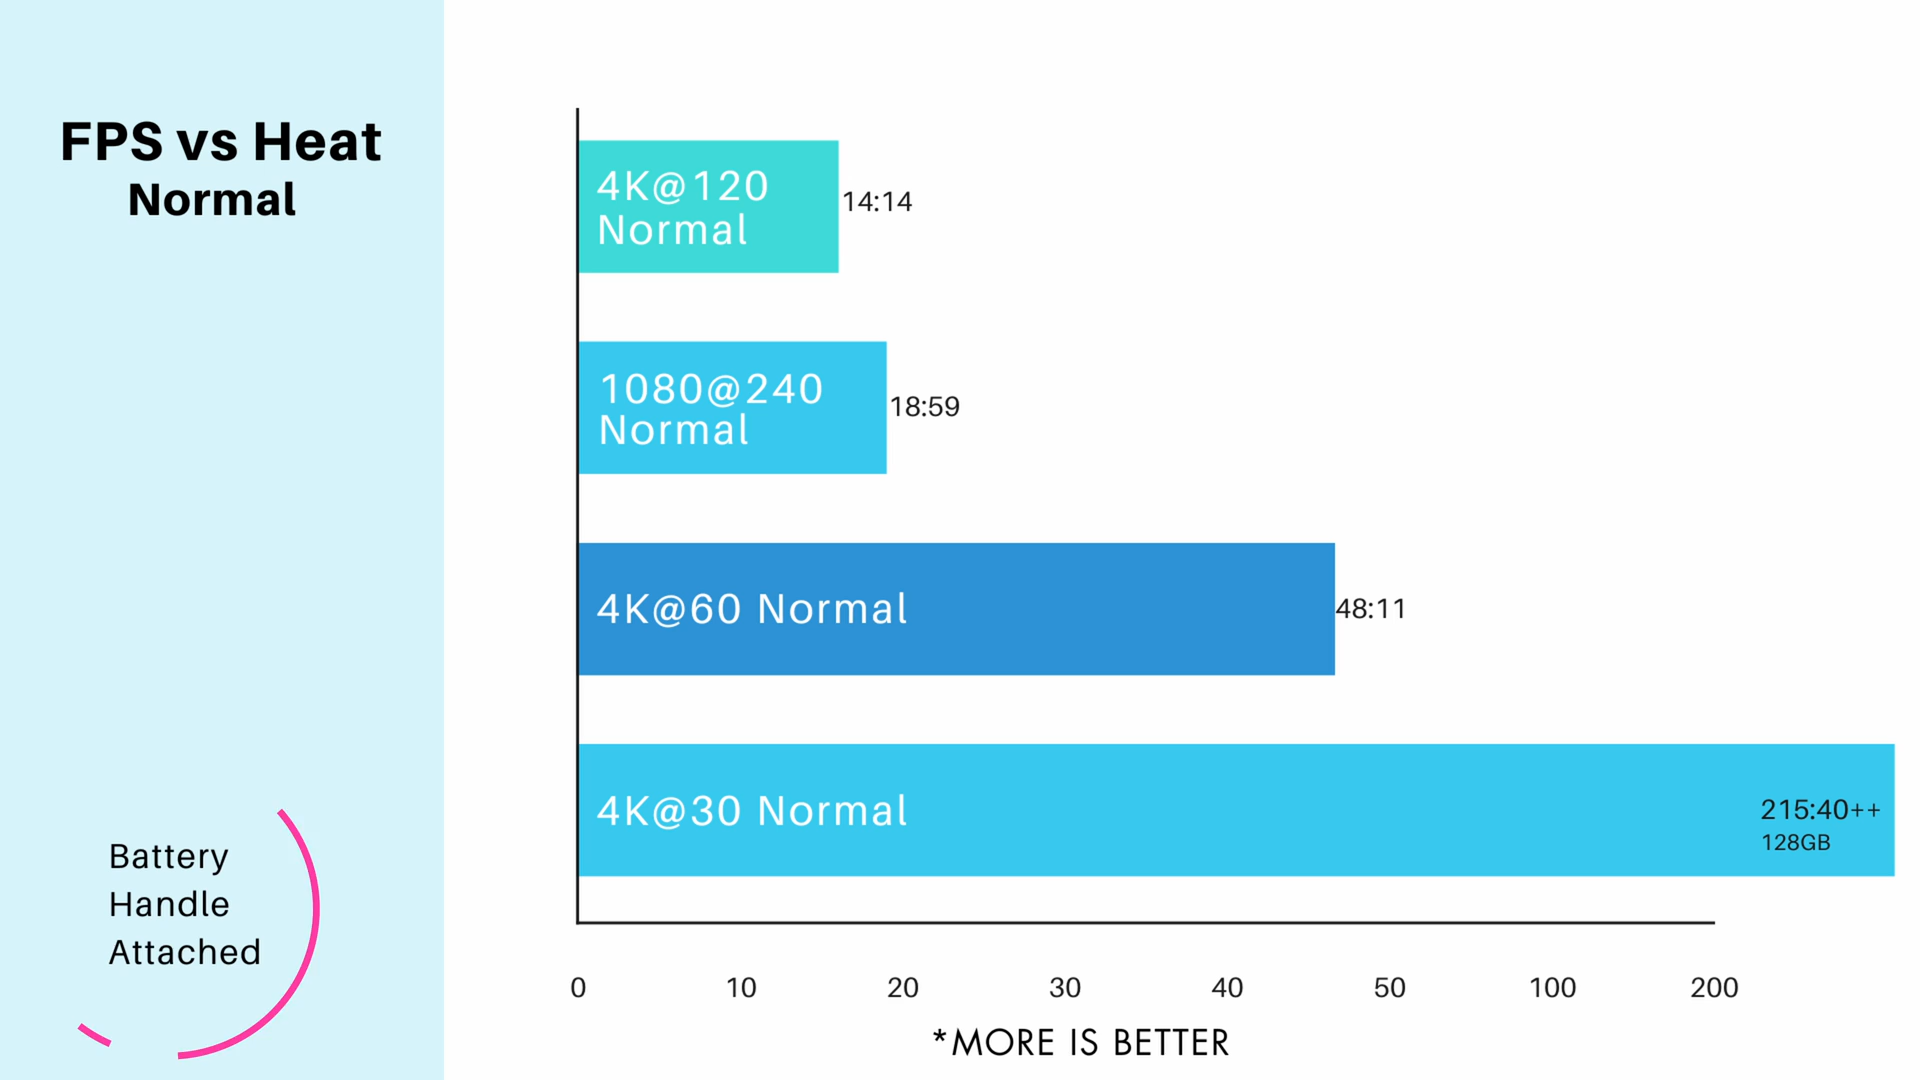 FPS vs Heat
Normal
4K@120
Normal
14:14
1080@240
Normal
18:59
4K@60 Normal
48:11
4K@30 Normal
215:40++
128GB
Battery
Handle
Attached
0 10 20 30 40 50 100 200
*MORE IS BETTER